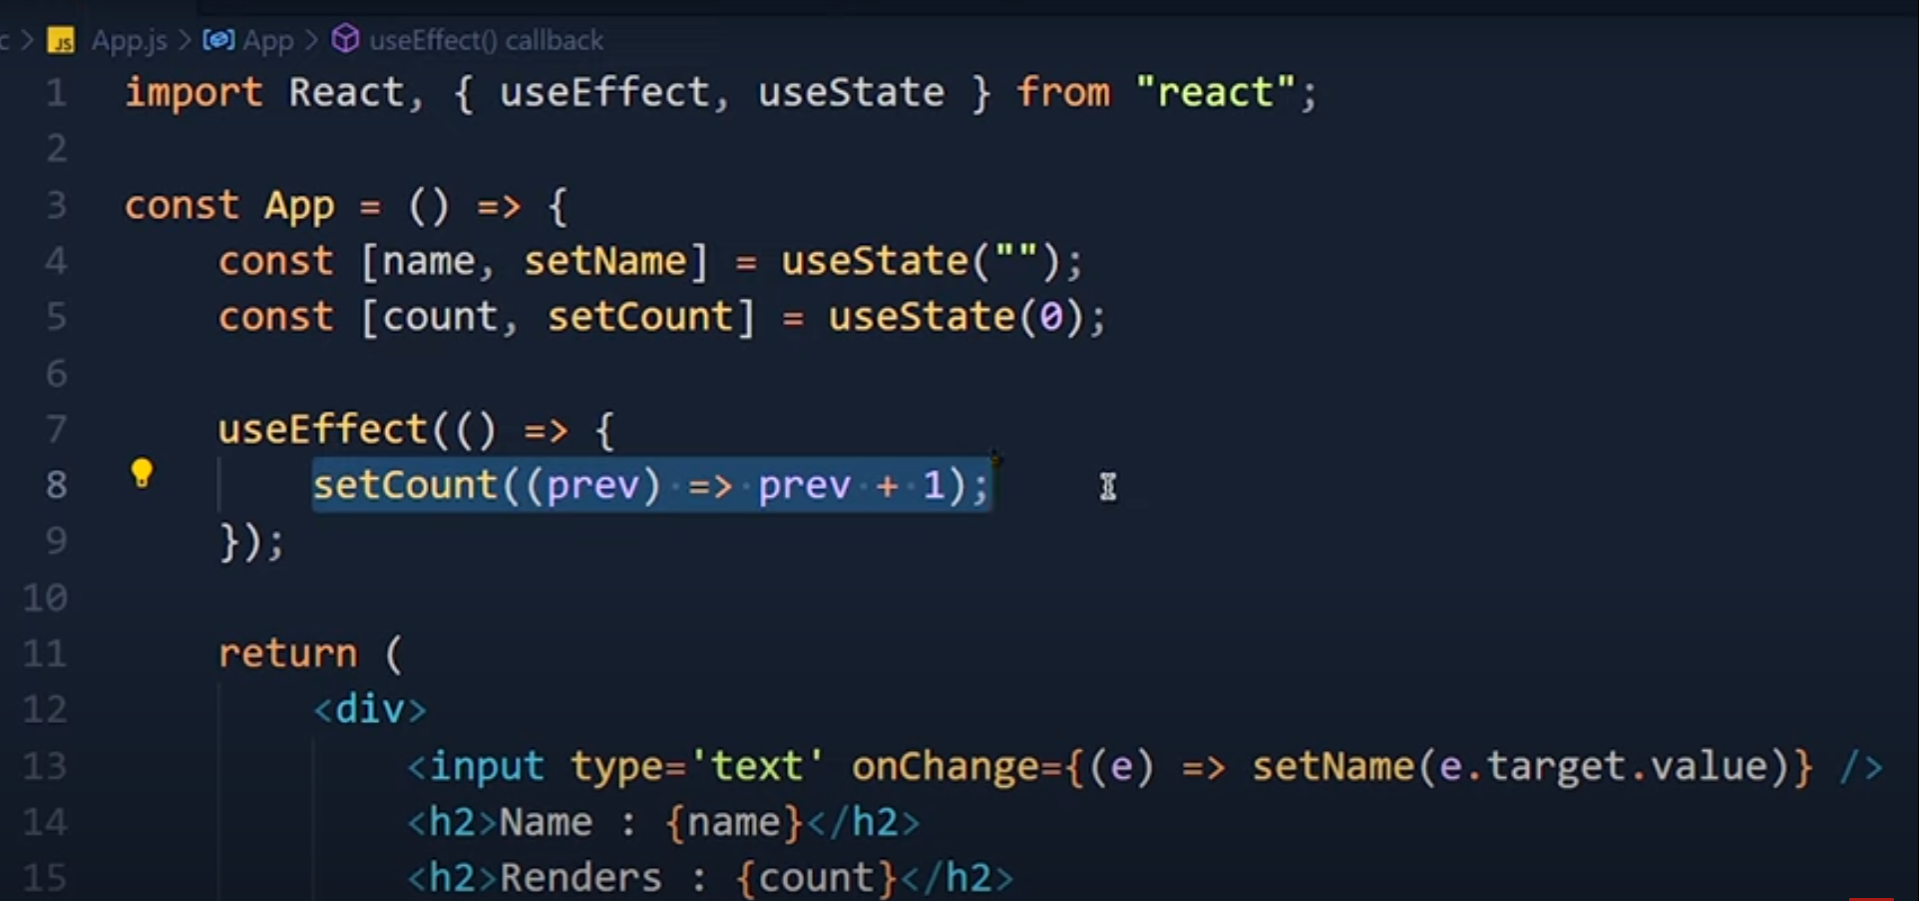 c > JS App.js > App > useEffect() callback
1 import React, { useEffect, useState } from "react";
2
3 const App = () => {
4 const [name, setName] = useState("");
5 const [count, setCount] = useState(0);
6
7 useEffect(() => {
8 setCount((prev) => prev + 1);
9 });
10
11 return (
12 <div>
13 <input type='text' onChange={(e) => setName(e.target.value)} />
14 <h2>Name : {name}</h2>
15 <h2>Renders : {count}</h2>